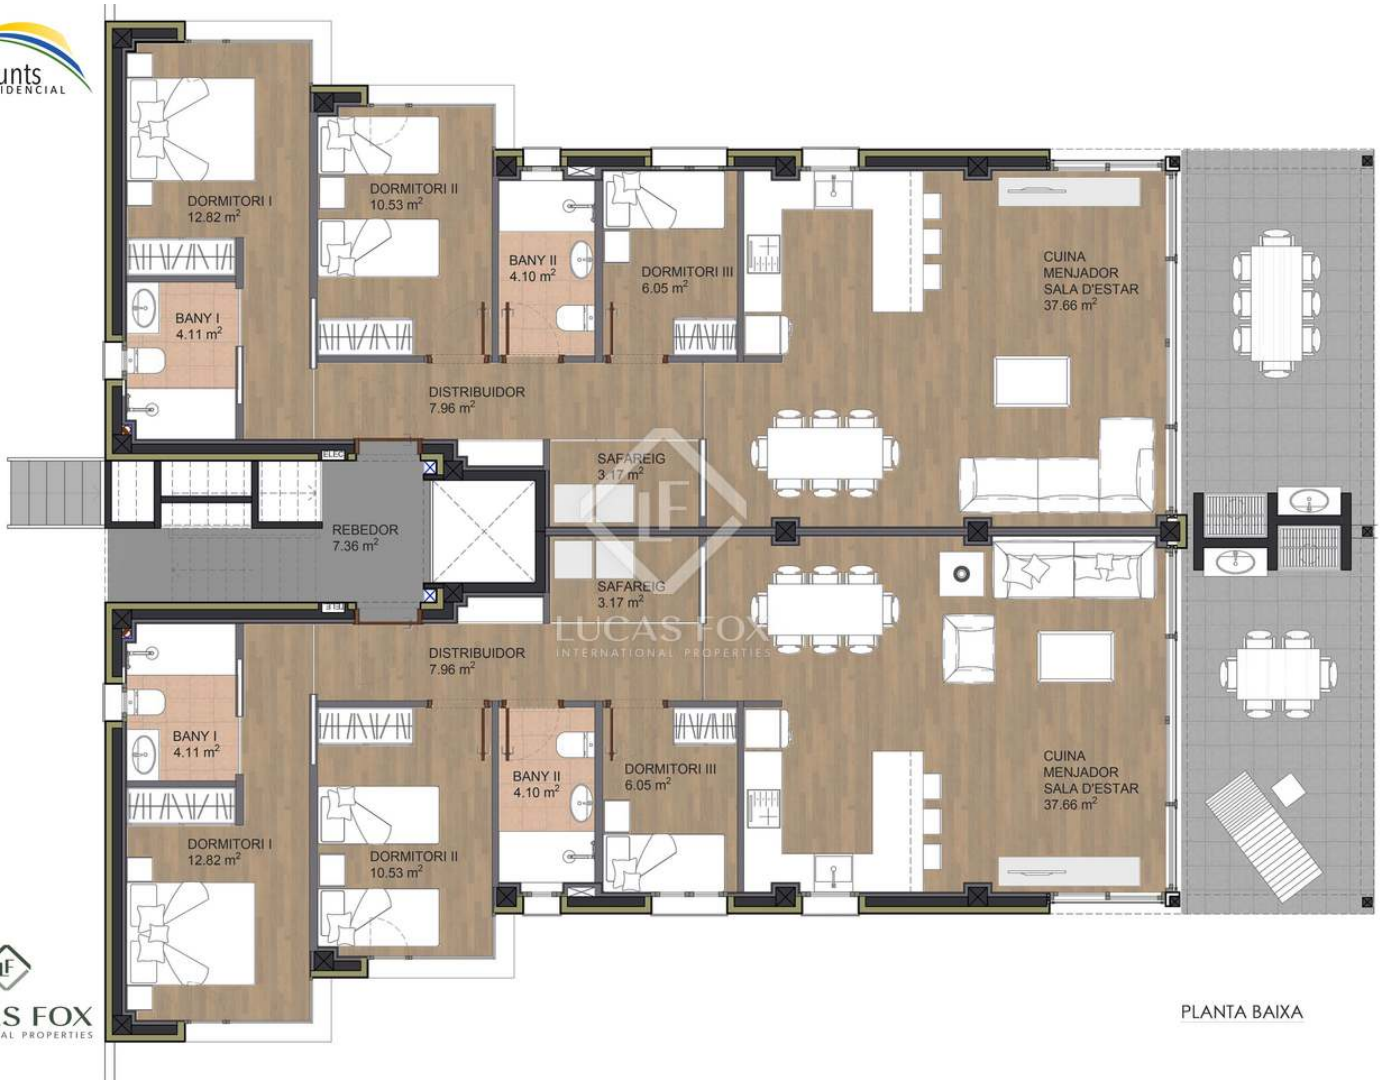 unts
IDENCIAL
DORMITORI I
12.82 m²
DORMITORI II
10.53 m²
BANY II
4.10 m²
DORMITORI III
6.05 m²
CUINA
MENJADOR
SALA D'ESTAR
37.66 m²
BANY I
4.11 m²
DISTRIBUIDOR
7.96 m²
ELEC
SAFAREIG
3.17 m²
LF
REBEDOR
7.36 m²
SAFAREIG
3.17 m²
TELE
LUCAS FOX
INTERNATIONAL PROPERTIES
DISTRIBUIDOR
7.96 m²
BANY I
4.11 m²
BANY II
4.10 m²
DORMITORI III
6.05 m²
CUINA
MENJADOR
SALA D'ESTAR
37.66 m²
DORMITORI I
12.82 m²
DORMITORI II
10.53 m²
LF
AS FOX
AL PROPERTIES
PLANTA BAIXA